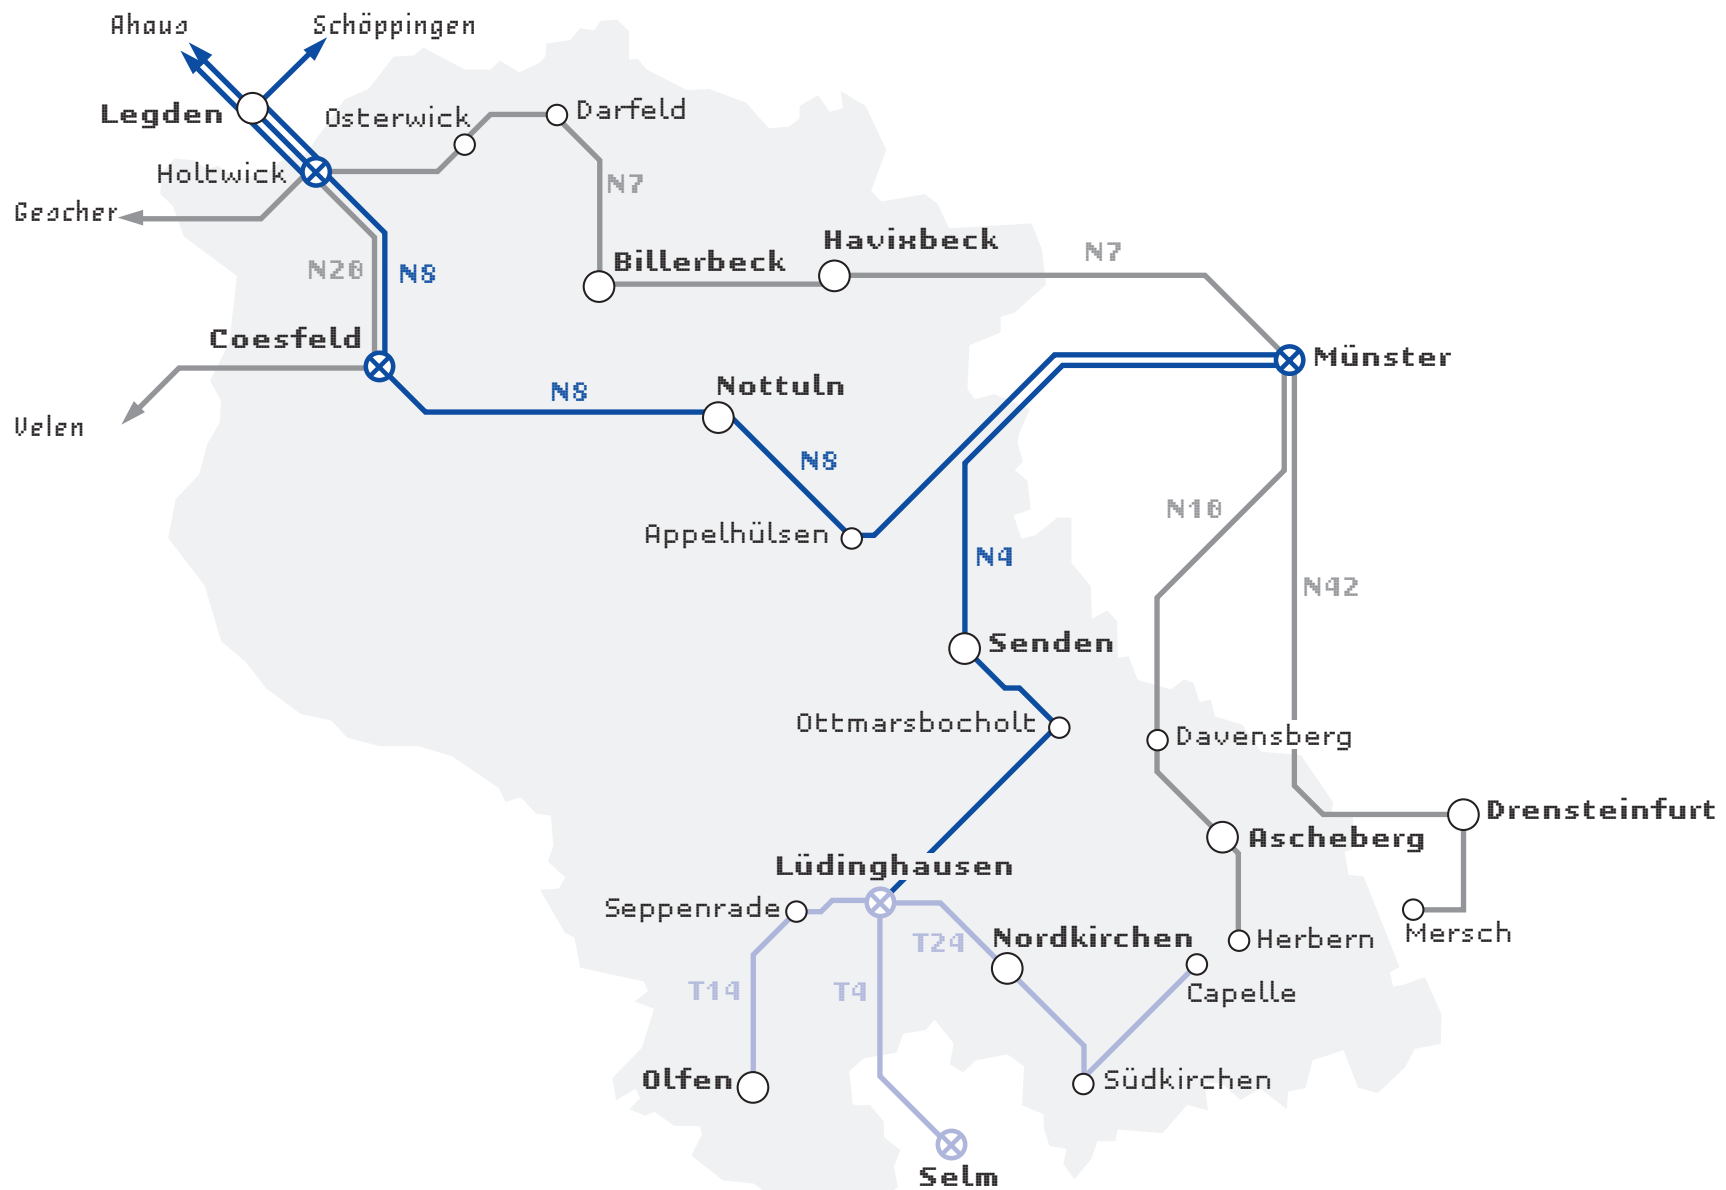 Ahaus
Schöppingen
Legden
Osterwick
Darfeld
Holtwick
N7
Gescher
Havixbeck
N7
Billerbeck
N20
N8
Coesfeld
Münster
Nottuln
N8
Velen
N8
N10
Appelhülsen
N4
N42
Senden
Ottmarsbocholt
Davensberg
Drensteinfurt
Ascheberg
Lüdinghausen
Seppenrade
Nordkirchen
T24
Herbern
Mersch
T14
T4
Capelle
Olfen
Südkirchen
Selm